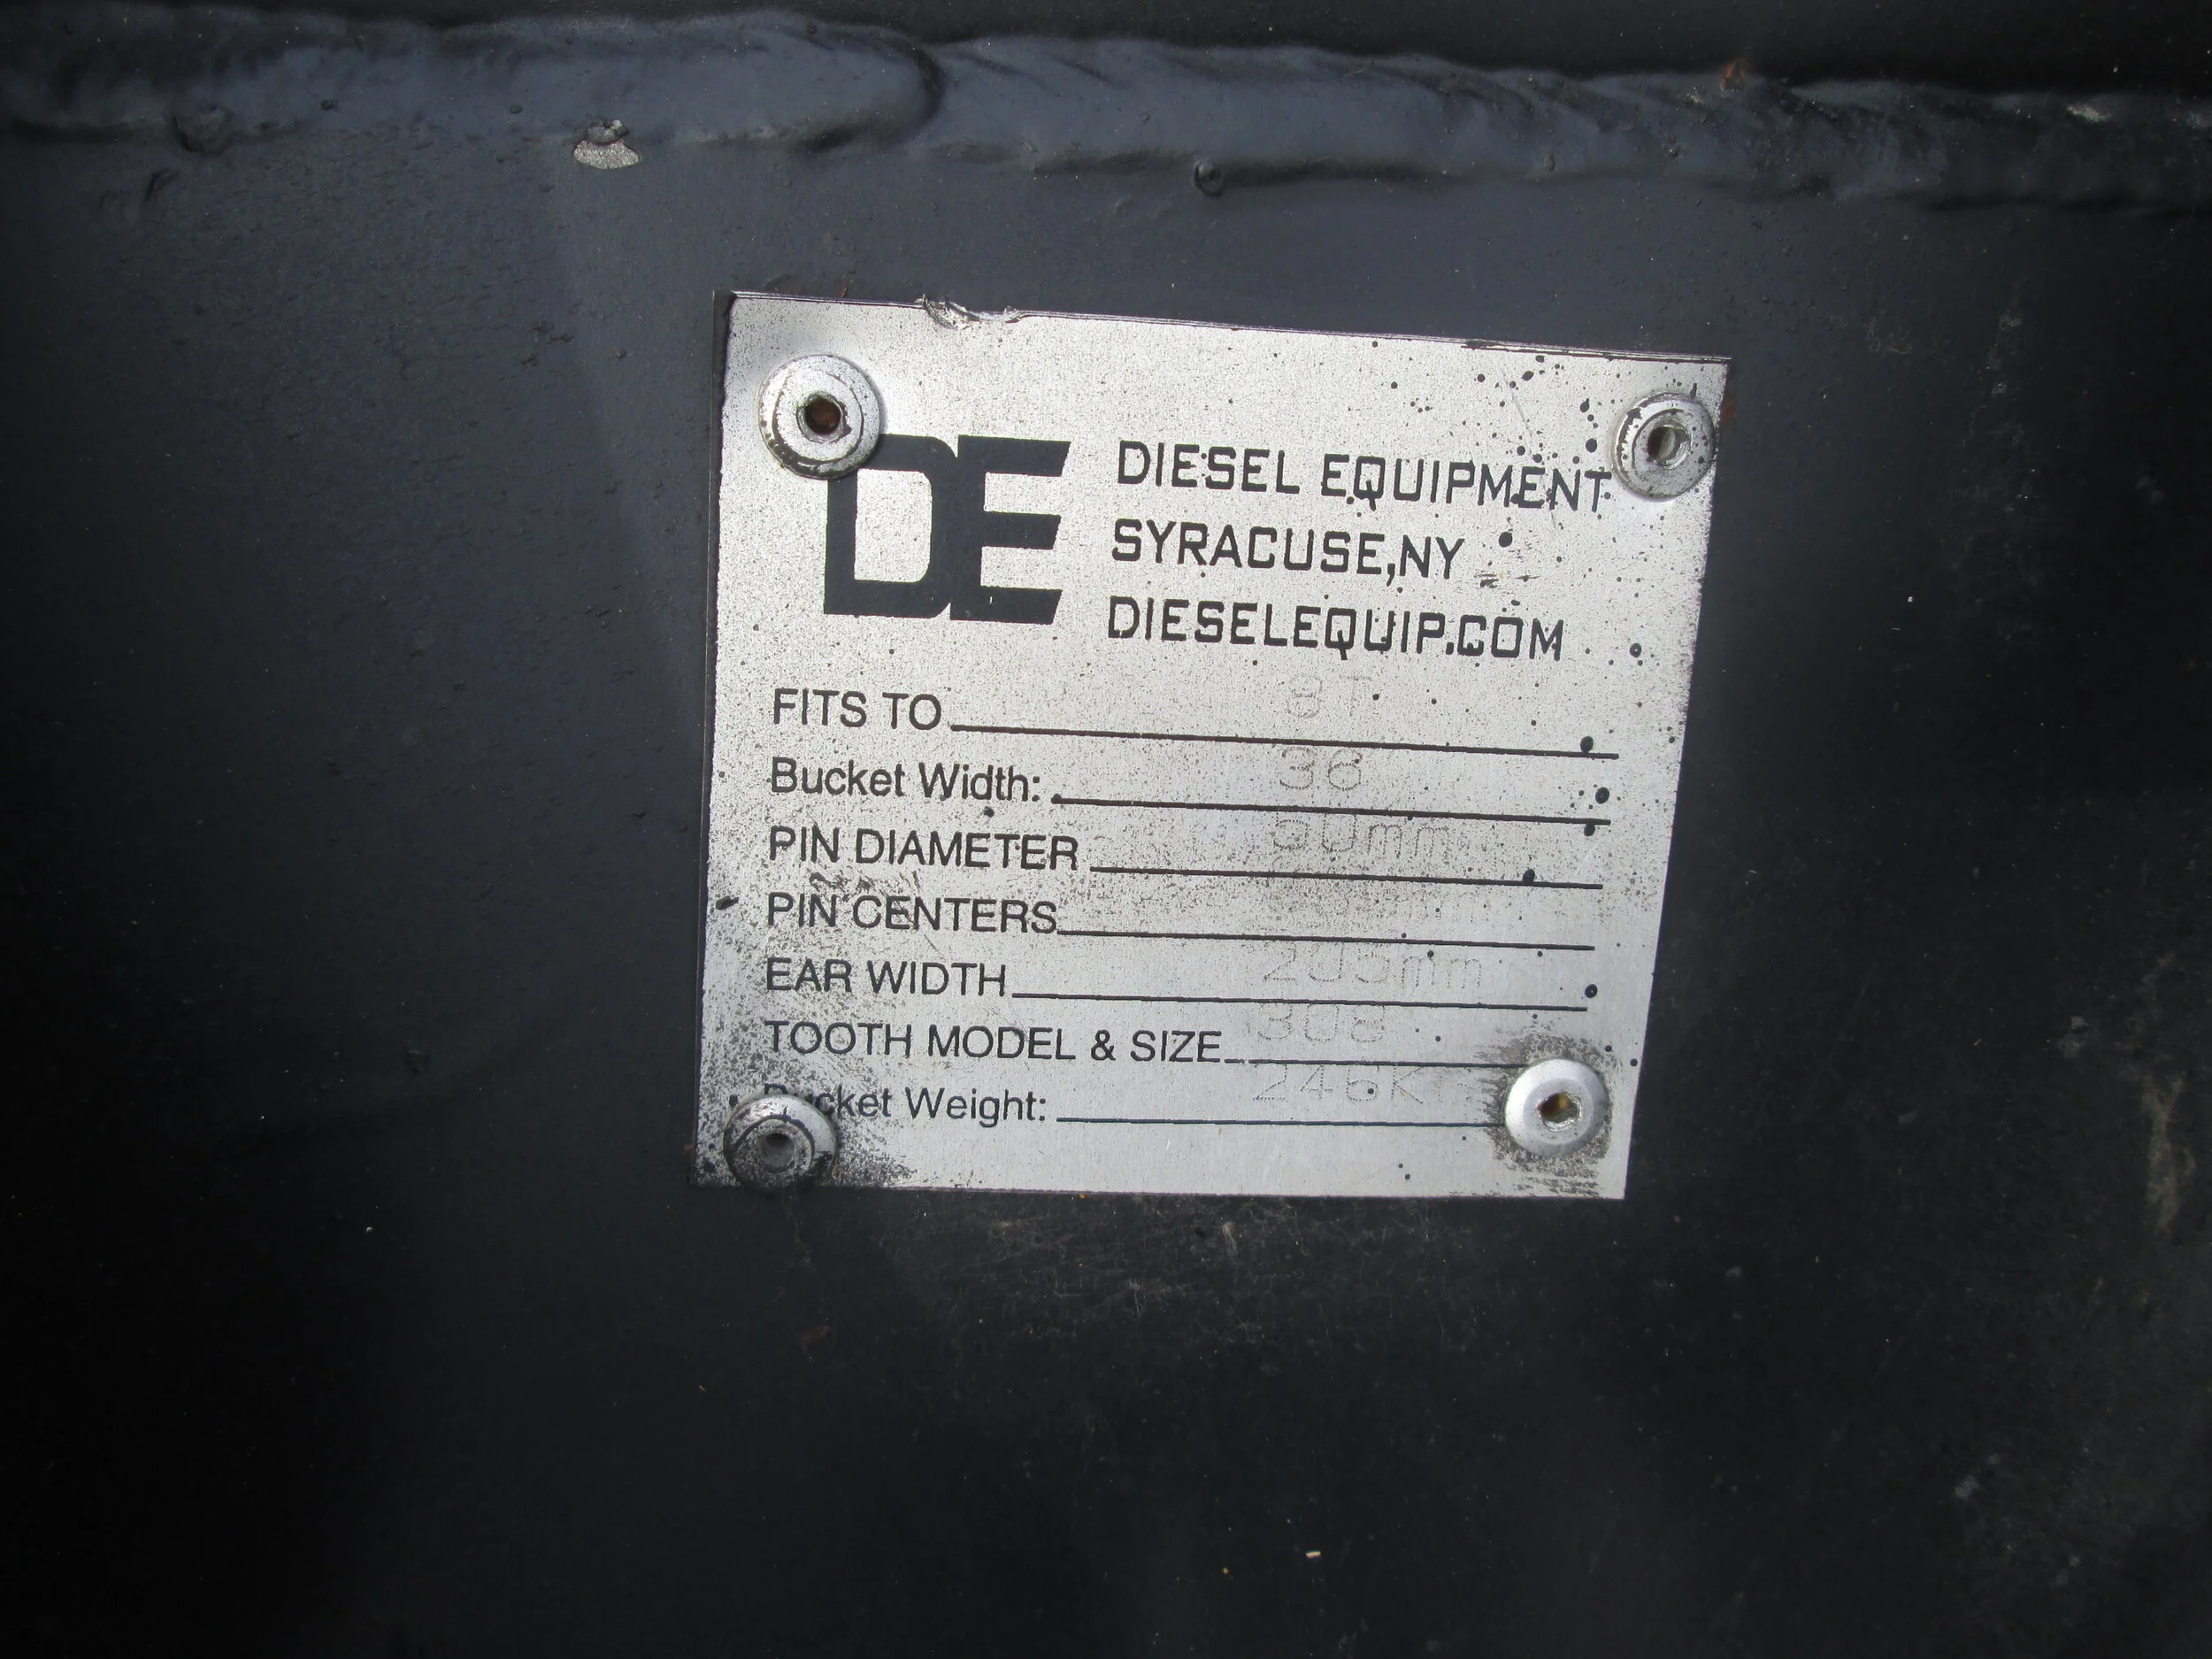 DE
DIESEL EQUIPMENT
SYRACUSE,NY
DIESELEQUIP.COM
FITS TO 8T
Bucket Width: 36
PIN DIAMETER 50mm
PIN CENTERS
EAR WIDTH 205mm
TOOTH MODEL & SIZE 308
Bucket Weight: 246K